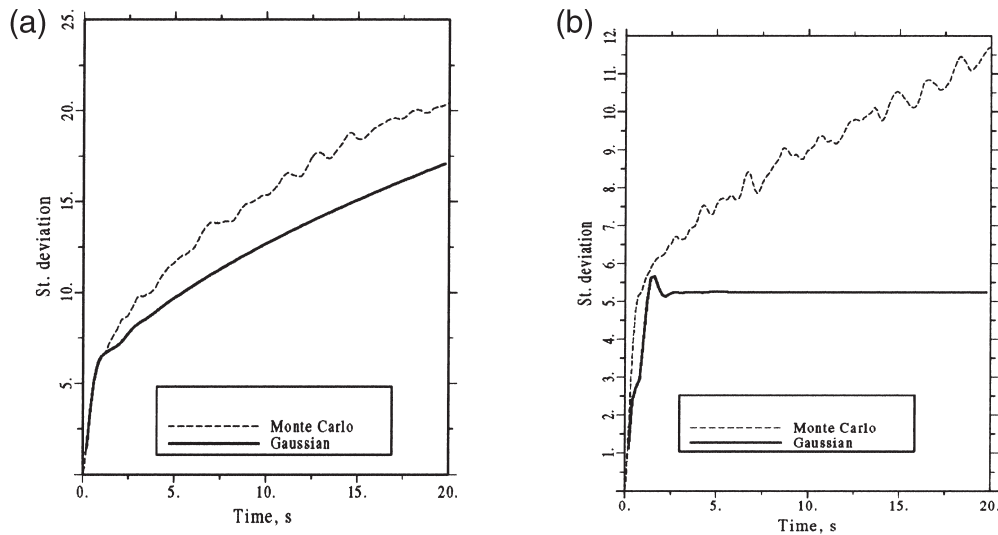 (a)
25.
20.
15.
10.
5.
St. deviation
Monte Carlo
Gaussian
0.
5.
10.
15.
20.
Time, s
(b)
12.
11.
10.
9.
8.
7.
6.
5.
4.
3.
2.
1.
St. deviation
Monte Carlo
Gaussian
0.
5.
10.
15.
20.
Time, s